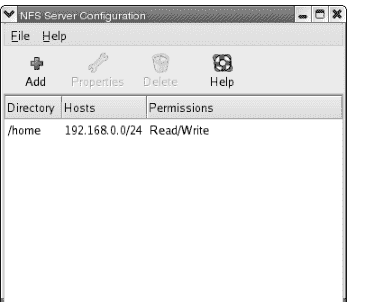 NFS Server Configuration
File Help
Add Properties Delete Help
Directory Hosts Permissions
/home 192.168.0.0/24 Read/Write